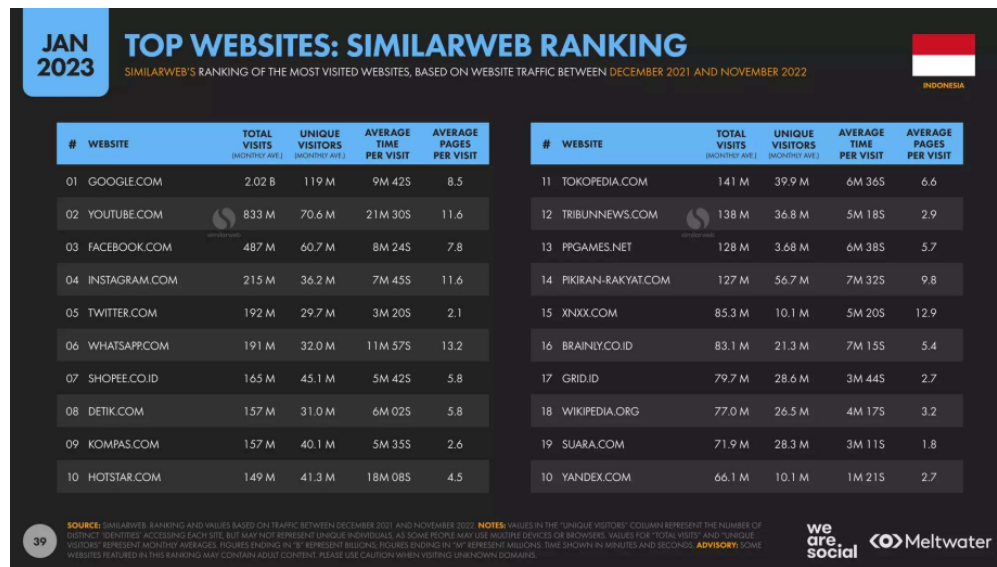 JAN
2023
TOP WEBSITES: SIMILARWEB RANKING
SIMILARWEB'S RANKING OF THE MOST VISITED WEBSITES, BASED ON WEBSITE TRAFFIC BETWEEN DECEMBER 2021 AND NOVEMBER 2022
INDONESIA
# WEBSITE TOTAL VISITS (MONTHLY AVE.) UNIQUE VISITORS (MONTHLY AVE.) AVERAGE TIME PER VISIT AVERAGE PAGES PER VISIT
01 GOOGLE.COM 2.02 B 119 M 9M 42S 8.5
02 YOUTUBE.COM 833 M 70.6 M 21M 30S 11.6
03 FACEBOOK.COM 487 M 60.7 M 8M 24S 7.8
04 INSTAGRAM.COM 215 M 36.2 M 7M 45S 11.6
05 TWITTER.COM 192 M 29.7 M 3M 20S 2.1
06 WHATSAPP.COM 191 M 32.0 M 11M 57S 13.2
07 SHOPEE.CO.ID 165 M 45.1 M 5M 42S 5.8
08 DETIK.COM 157 M 31.0 M 6M 02S 5.8
09 KOMPAS.COM 157 M 40.1 M 5M 35S 2.6
10 HOTSTAR.COM 149 M 41.3 M 18M 08S 4.5
# WEBSITE TOTAL VISITS (MONTHLY AVE.) UNIQUE VISITORS (MONTHLY AVE.) AVERAGE TIME PER VISIT AVERAGE PAGES PER VISIT
11 TOKOPEDIA.COM 141 M 39.9 M 6M 36S 6.6
12 TRIBUNNEWS.COM 138 M 36.8 M 5M 18S 2.9
13 PPGAMES.NET 128 M 3.68 M 6M 38S 5.7
14 PIKIRAN-RAKYAT.COM 127 M 56.7 M 7M 32S 9.8
15 XNXX.COM 85.3 M 10.1 M 5M 20S 12.9
16 BRAINLY.CO.ID 83.1 M 21.3 M 7M 15S 5.4
17 GRID.ID 79.7 M 28.6 M 3M 44S 2.7
18 WIKIPEDIA.ORG 77.0 M 26.5 M 4M 17S 3.2
19 SUARA.COM 71.9 M 28.3 M 3M 11S 1.8
10 YANDEX.COM 66.1 M 10.1 M 1M 21S 2.7
similarweb
similarweb
39
SOURCE: SIMILARWEB. RANKING AND VALUES BASED ON TRAFFIC BETWEEN DECEMBER 2021 AND NOVEMBER 2022. NOTES: VALUES IN THE "UNIQUE VISITORS" COLUMN REPRESENT THE NUMBER OF
DISTINCT 'IDENTITIES' ACCESSING EACH SITE, BUT MAY NOT REPRESENT UNIQUE INDIVIDUALS, AS SOME PEOPLE MAY USE MULTIPLE DEVICES OR BROWSERS. VALUES FOR "TOTAL VISITS" AND "UNIQUE
VISITORS" REPRESENT MONTHLY AVERAGES. FIGURES ENDING IN "B" REPRESENT BILLIONS; FIGURES ENDING IN "M" REPRESENT MILLIONS. TIME SHOWN IN MINUTES AND SECONDS. ADVISORY: SOME
WEBSITES FEATURED IN THIS RANKING MAY CONTAIN ADULT CONTENT. PLEASE USE CAUTION WHEN VISITING UNKNOWN DOMAINS.
we
are.
social
Meltwater